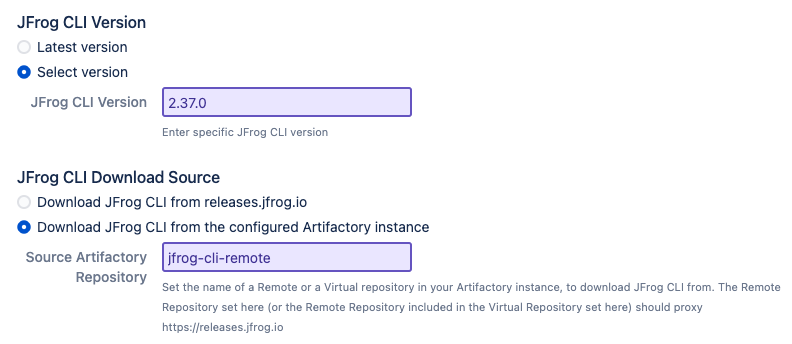 JFrog CLI Version
Latest version
Select version
JFrog CLI Version
2.37.0
Enter specific JFrog CLI version
JFrog CLI Download Source
Download JFrog CLI from releases.jfrog.io
Download JFrog CLI from the configured Artifactory instance
Source Artifactory
Repository
jfrog-cli-remote
Set the name of a Remote or a Virtual repository in your Artifactory instance, to download JFrog CLI from. The Remote
Repository set here (or the Remote Repository included in the Virtual Repository set here) should proxy
https://releases.jfrog.io